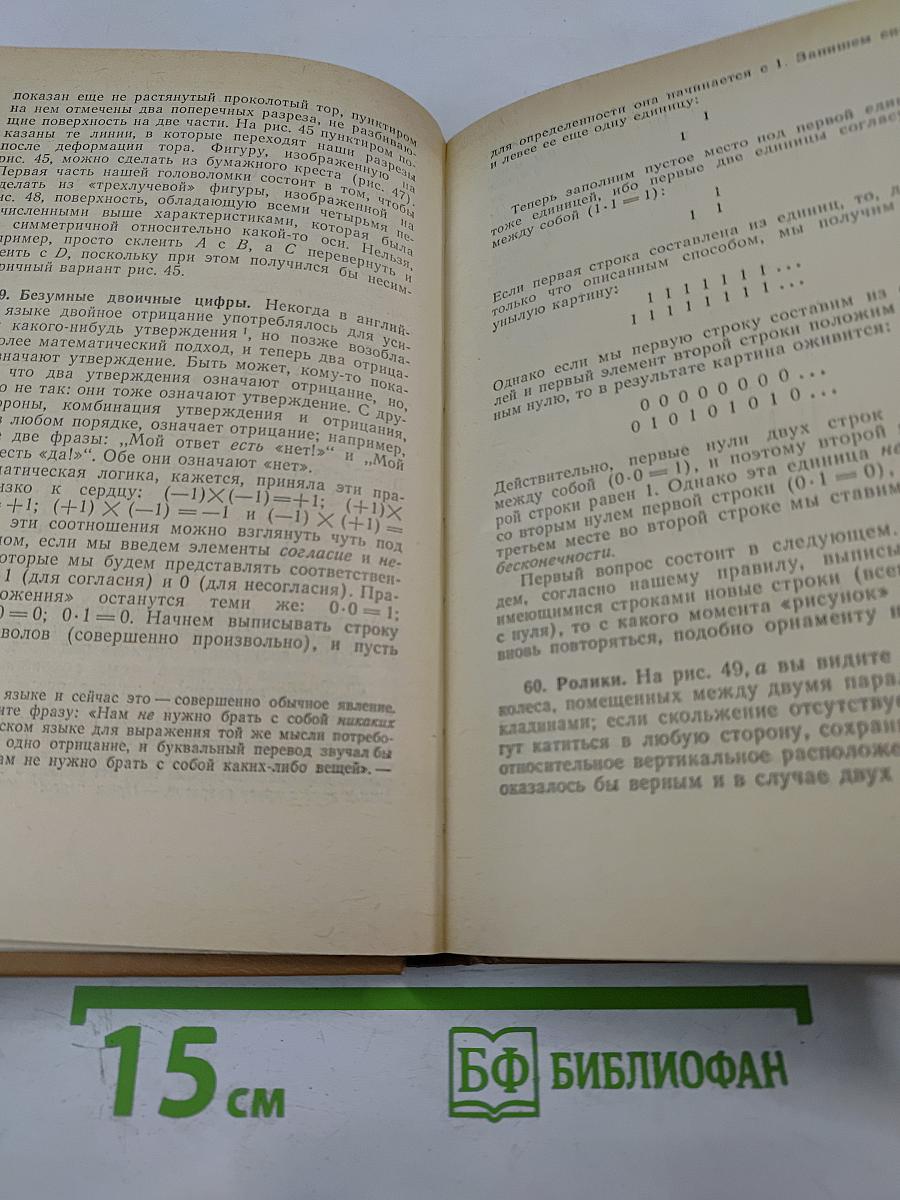 показан еще не растянутый проколотый тор, пунктиром
на нем отмечены два поперечных разреза, не разбиваю-
щие поверхность на две части. На рис. 45 пунктиром по-
казаны те линии, в которые переходят наши разрезы
после деформации тора. Фигуру, изображенную на
рис. 45, можно сделать из бумажного креста (рис. 47).
Первая часть нашей головоломки состоит в том, чтобы
делать из «трехлучевой» фигуры, изображенной на
ис. 48, поверхность, обладающую всеми четырьмя пе-
численными выше характеристиками, которая была
симметричной относительно какой-то оси. Нельзя,
пример, просто склеить A с B, а C перевернуть и
еить с D, поскольку при этом получился бы несим-
ричный вариант рис. 45.
9. Безумные двоичные цифры. Некогда в англий-
языке двойное отрицание употреблялось для уси-
какого-нибудь утверждения¹, но позже возобла-
олее математический подход, и теперь два отрица-
значают утверждение. Быть может, кому-то пока-
что два утверждения означают отрицание, но,
о не так: они тоже означают утверждение. С дру-
ороны, комбинация утверждения и отрицания,
в любом порядке, означает отрицание; например,
е две фразы: „Мой ответ есть «нет!»“ и „Мой
есть «да!»“. Обе они означают «нет».
матическая логика, кажется, приняла эти пра-
изко к сердцу: (—1)×(—1)=+1; (+1)×
=+1; (+1) × (—1) = —1 и (—1) × (+1) =
эти соотношения можно взглянуть чуть под
лом, если мы введем элементы согласие и не-
которые мы будем представлять соответствен-
1 (для согласия) и 0 (для несогласия). Пра-
ожения» останутся теми же: 0·0 = 1;
0 = 0; 0·1 = 0. Начнем выписывать строку
волов (совершенно произвольно), и пусть
языке и сейчас это — совершенно обычное явление.
ите фразу: «Нам не нужно брать с собой никаких
ском языке для выражения той же мысли потребо-
одно отрицание, и буквальный перевод звучал бы
ам не нужно брать с собой каких-либо вещей». —
для определенности она начинается с 1. Запишем
и левее ее еще одну единицу:
1
1
Теперь заполним пустое место под первой един
тоже единицей, ибо первые две единицы соглас
между собой (1·1 = 1):
1
1 1
Если первая строка составлена из единиц, то,
только что описанным способом, мы получим
унылую картину:
1 1 1 1 1 1 1 ...
1 1 1 1 1 1 1 1 ...
Однако если мы первую строку составим из
лей и первый элемент второй строки положим
ным нулю, то в результате картина оживится:
0 0 0 0 0 0 0 0 ...
0 1 0 1 0 1 0 1 0 ...
Действительно, первые нули двух строк
между собой (0·0 = 1), и поэтому второй
рой строки равен 1. Однако эта единица не
со вторым нулем первой строки (0·1 = 0),
третьем месте во второй строке мы ставим
бесконечности.
Первый вопрос состоит в следующем.
дем, согласно нашему правилу, выписы
имеющимися строками новые строки (все
с нуля), то с какого момента «рисунок»
вновь повторяться, подобно орнаменту н
60. Ролики. На рис. 49, а вы видите
колеса, помещенных между двумя пара
кладинами; если скольжение отсутствуе
гут катиться в любую сторону, сохрани
относительное вертикальное расположе
оказалось бы верным и в случае двух
15 см
БФ БИБЛИОФАН